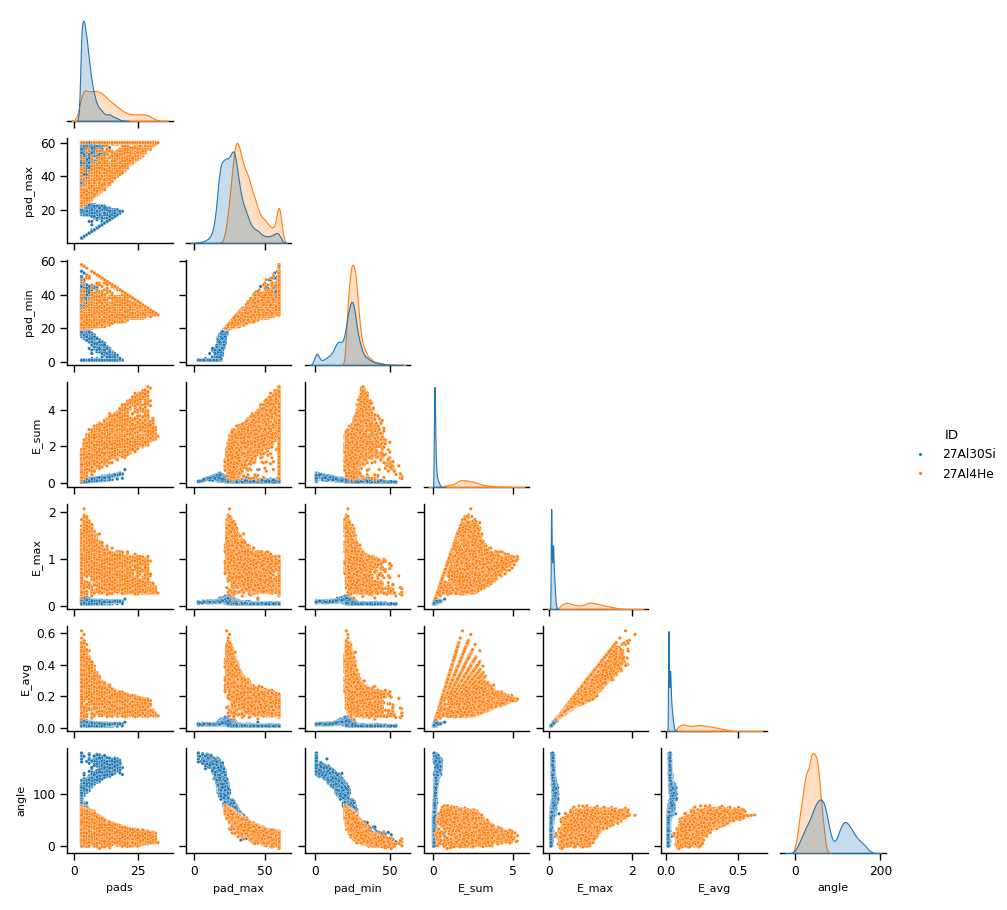 pad_max
60
40
20
pad_min
60
40
20
0
E_sum
4
2
0
E_max
2
1
0
E_avg
0.6
0.4
0.2
0.0
angle
100
0
0 25
0 50
0 50
0 5
0 2
0.0 0.5
0 200
pads pad_max pad_min E_sum E_max E_avg angle
ID
27Al30Si
27Al4He